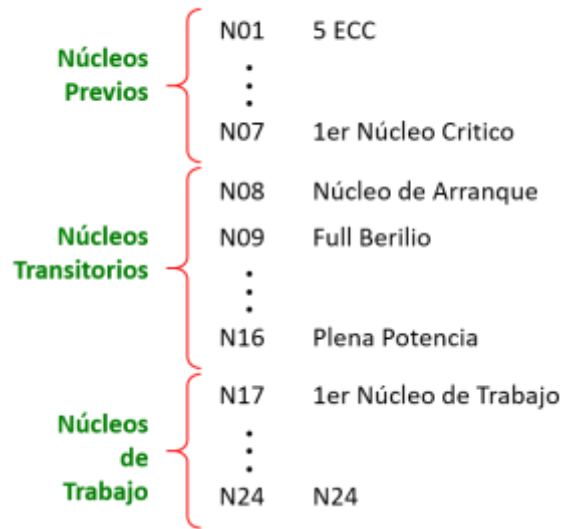 Núcleos
Previos
N01 5 ECC
N07 1er Núcleo Critico
Núcleos
Transitorios
N08 Núcleo de Arranque
N09 Full Berilio
N16 Plena Potencia
Núcleos
de
Trabajo
N17 1er Núcleo de Trabajo
N24 N24